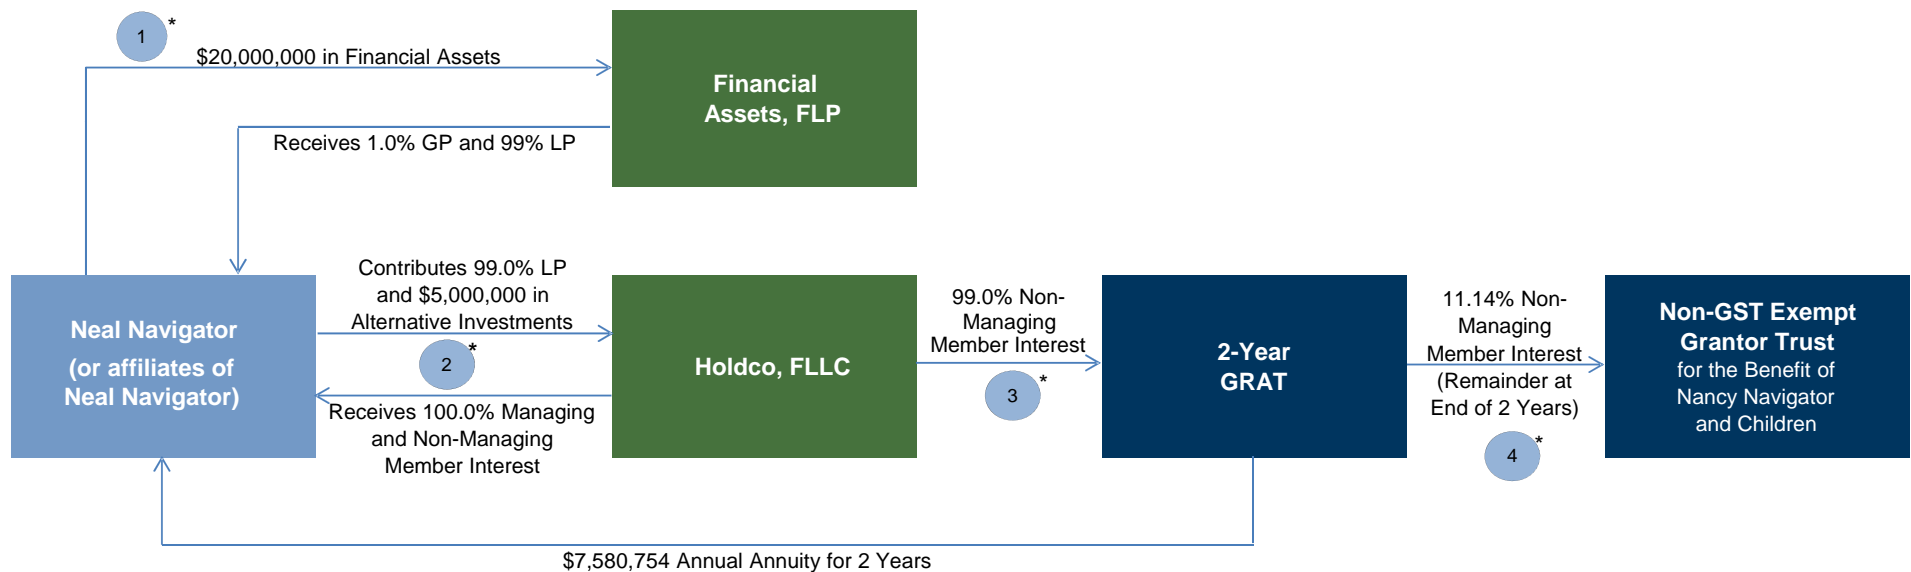 1
*
$20,000,000 in Financial Assets
Financial
Assets, FLP
Receives 1.0% GP and 99% LP
Neal Navigator
(or affiliates of
Neal Navigator)
Contributes 99.0% LP
and $5,000,000 in
Alternative Investments
2
*
Receives 100.0% Managing
and Non-Managing
Member Interest
Holdco, FLLC
99.0% Non-
Managing
Member Interest
3
*
2-Year
GRAT
11.14% Non-
Managing
Member Interest
(Remainder at
End of 2 Years)
4
*
Non-GST Exempt
Grantor Trust
for the Benefit of
Nancy Navigator
and Children
$7,580,754 Annual Annuity for 2 Years